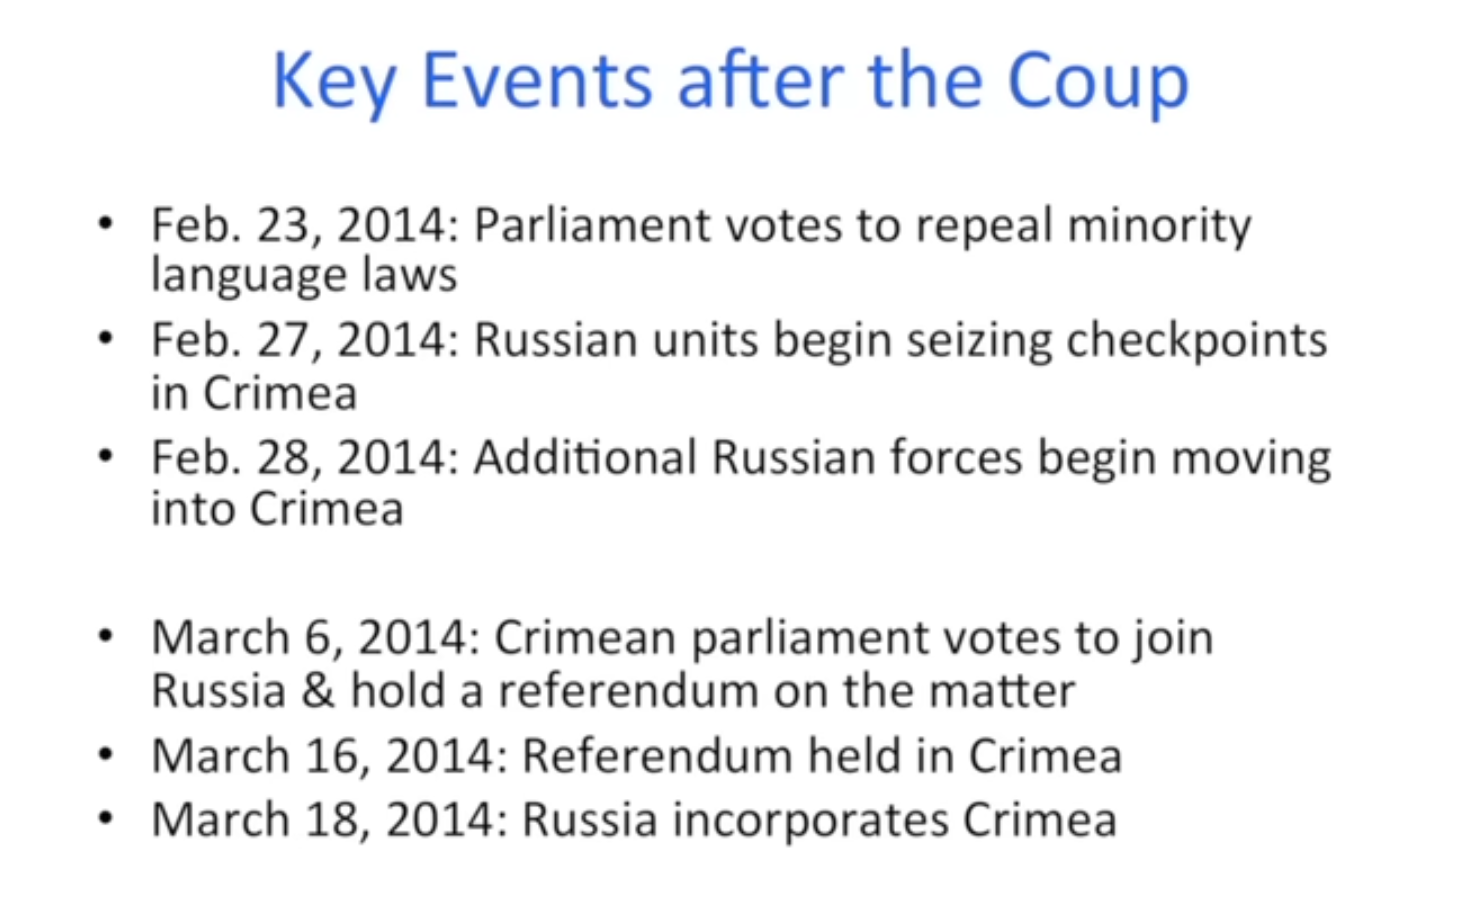 Key Events after the Coup
• Feb. 23, 2014: Parliament votes to repeal minority
language laws
• Feb. 27, 2014: Russian units begin seizing checkpoints
in Crimea
• Feb. 28, 2014: Additional Russian forces begin moving
into Crimea
• March 6, 2014: Crimean parliament votes to join
Russia & hold a referendum on the matter
• March 16, 2014: Referendum held in Crimea
• March 18, 2014: Russia incorporates Crimea